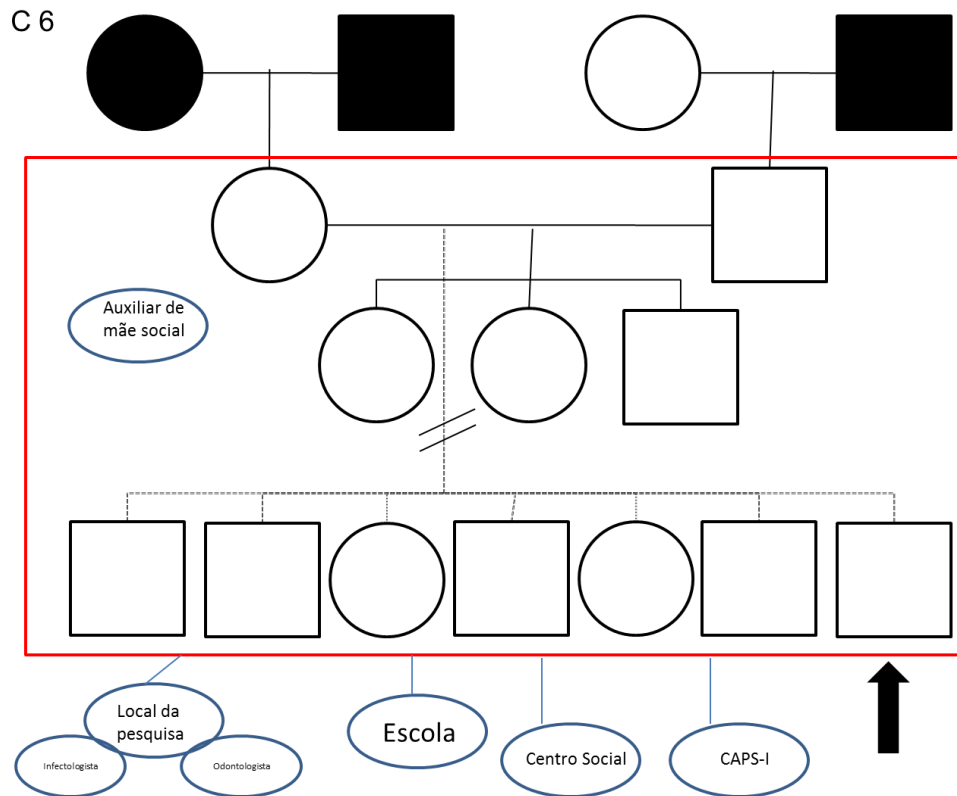 C 6
Auxiliar de
mãe social
Local da
pesquisa
Infectologista
Odontologista
Escola
Centro Social
CAPS-I